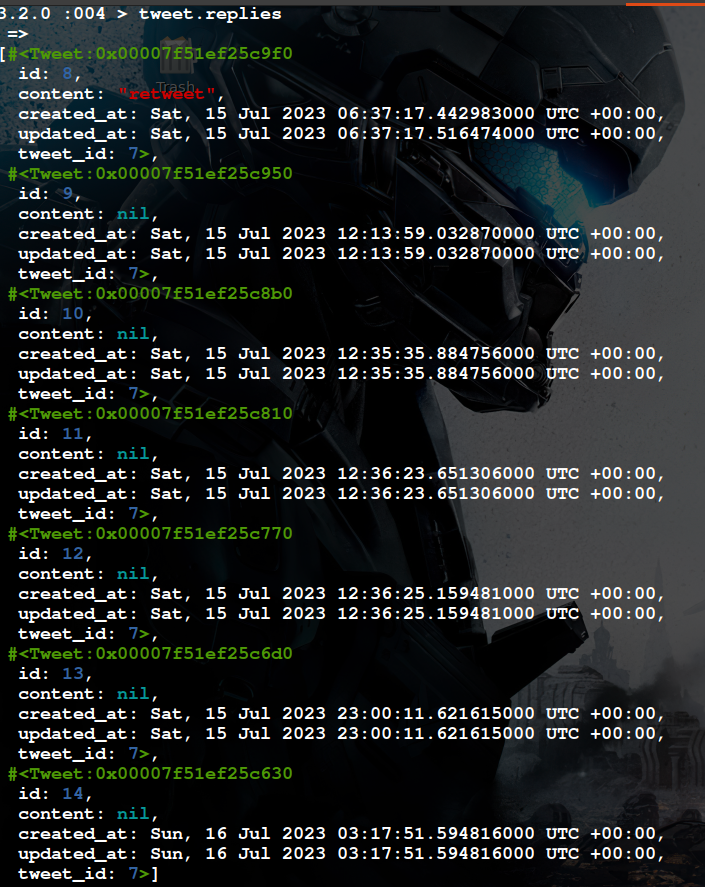 3.2.0 :004 > tweet.replies
=>
[#<Tweet:0x00007f51ef25c9f0
id: 8,
Trash
content: "retweet",
created_at: Sat, 15 Jul 2023 06:37:17.442983000 UTC +00:00,
updated_at: Sat, 15 Jul 2023 06:37:17.516474000 UTC +00:00,
tweet_id: 7>,
#<Tweet:0x00007f51ef25c950
id: 9,
content: nil,
created_at: Sat, 15 Jul 2023 12:13:59.032870000 UTC +00:00,
updated_at: Sat, 15 Jul 2023 12:13:59.032870000 UTC +00:00,
tweet_id: 7>,
#<Tweet:0x00007f51ef25c8b0
id: 10,
content: nil,
created_at: Sat, 15 Jul 2023 12:35:35.884756000 UTC +00:00,
updated_at: Sat, 15 Jul 2023 12:35:35.884756000 UTC +00:00,
tweet_id: 7>,
#<Tweet:0x00007f51ef25c810
id: 11,
content: nil,
created_at: Sat, 15 Jul 2023 12:36:23.651306000 UTC +00:00,
updated_at: Sat, 15 Jul 2023 12:36:23.651306000 UTC +00:00,
tweet_id: 7>,
#<Tweet:0x00007f51ef25c770
id: 12,
content: nil,
created_at: Sat, 15 Jul 2023 12:36:25.159481000 UTC +00:00,
updated_at: Sat, 15 Jul 2023 12:36:25.159481000 UTC +00:00,
tweet_id: 7>,
#<Tweet:0x00007f51ef25c6d0
id: 13,
content: nil,
created_at: Sat, 15 Jul 2023 23:00:11.621615000 UTC +00:00,
updated_at: Sat, 15 Jul 2023 23:00:11.621615000 UTC +00:00,
tweet_id: 7>,
#<Tweet:0x00007f51ef25c630
id: 14,
content: nil,
created_at: Sun, 16 Jul 2023 03:17:51.594816000 UTC +00:00,
updated_at: Sun, 16 Jul 2023 03:17:51.594816000 UTC +00:00,
tweet_id: 7>]